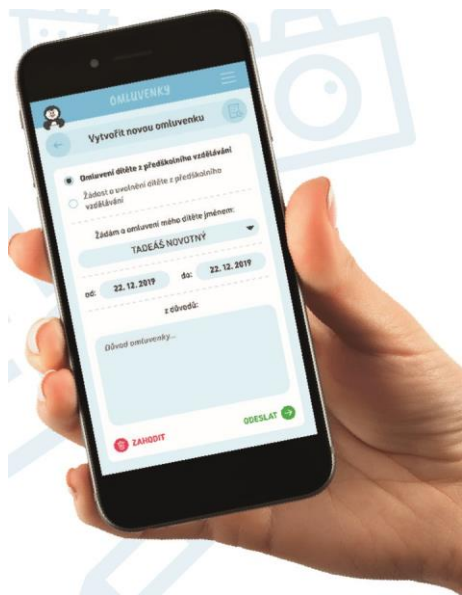 OMLUVENKY
Vytvořit novou omluvenku
Omluvení dítěte z předškolního vzdělávání
Žádost o uvolnění dítěte z předškolního
vzdělávání
Žádám o omluvení mého dítěte jménem:
TADEÁŠ NOVOTNÝ
od: 22. 12. 2019 do: 22. 12. 2019
z důvodů:
Důvod omluvenky...
ZAHODIT ODESLAT